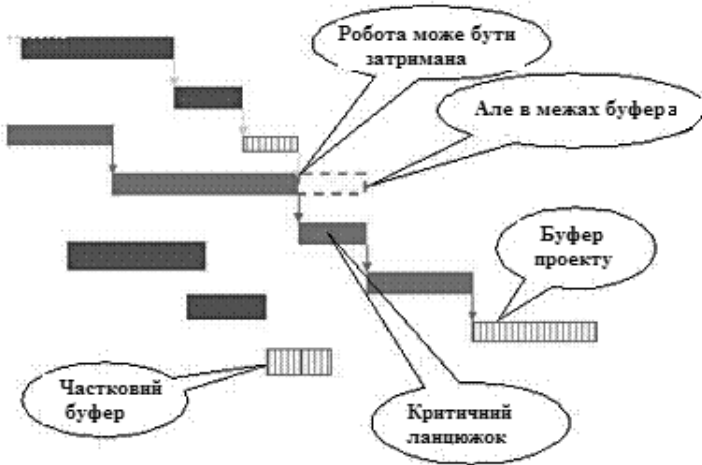 Робота може бути
затримана
Але в межах буфера
Буфер
проекту
Частковий
буфер
Критичний
ланцюжок